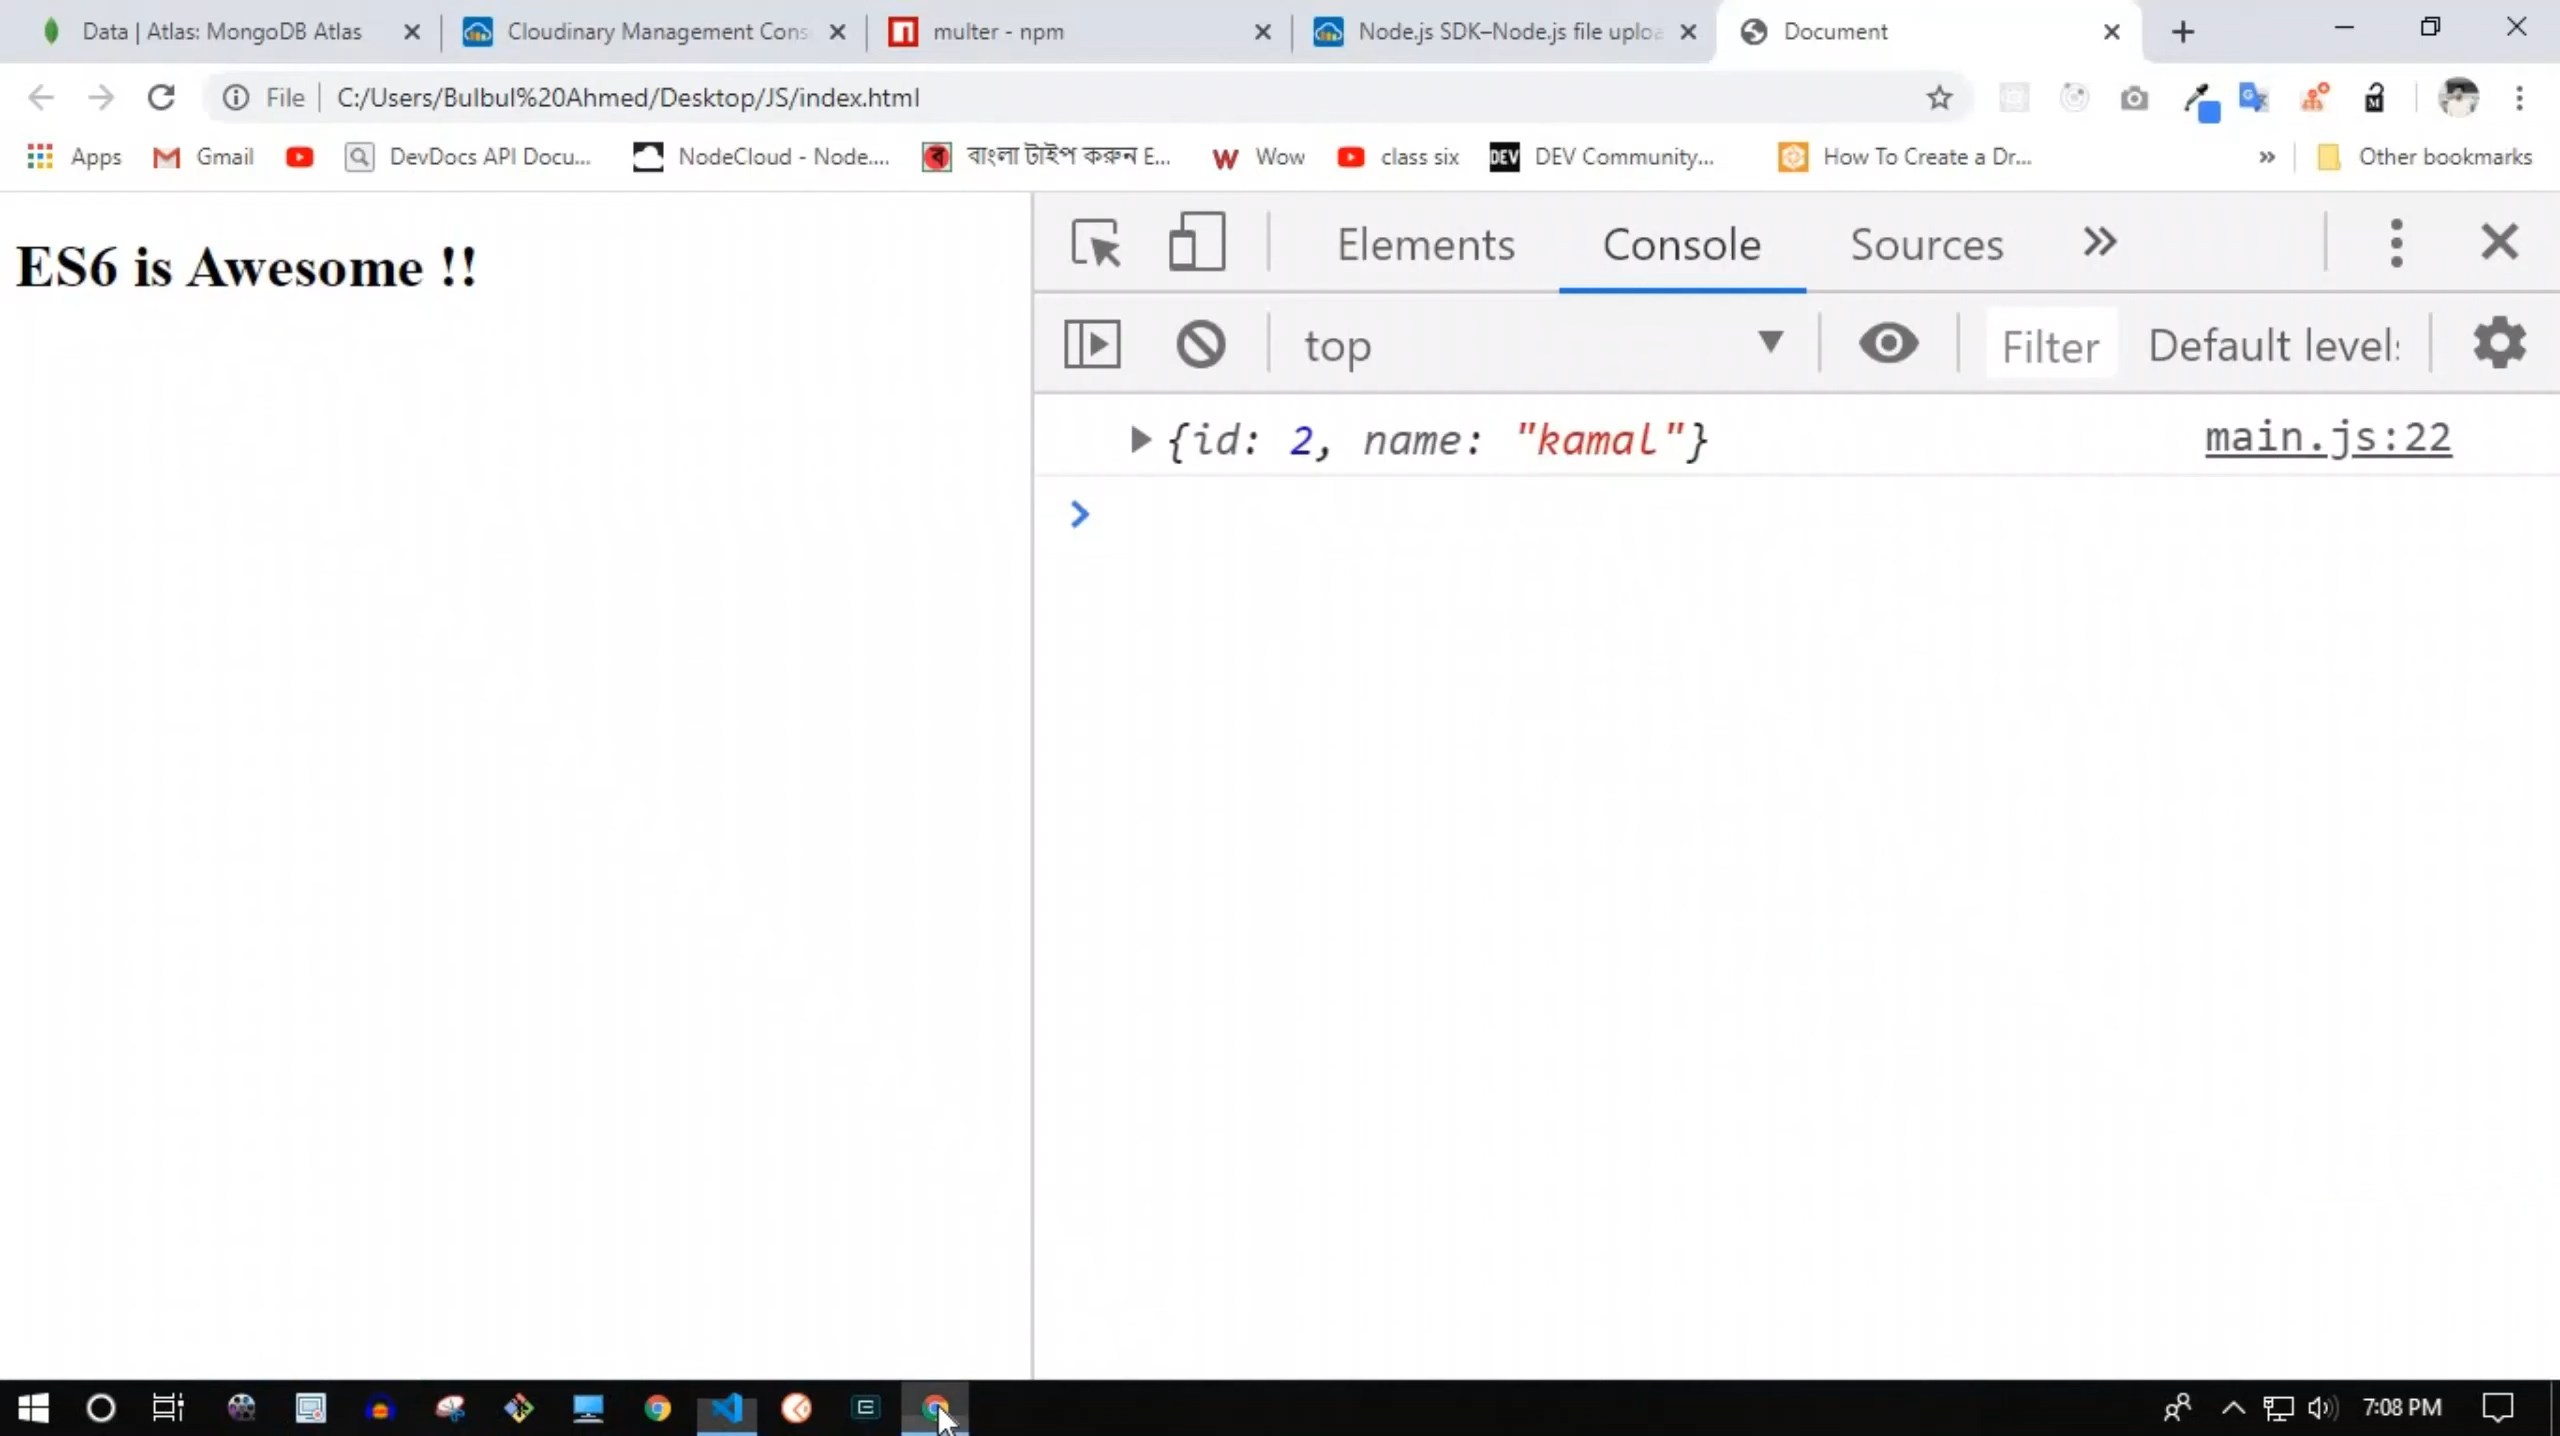 Data | Atlas: MongoDB Atlas
Cloudinary Management Cons
multer - npm
Node.js SDK–Node.js file uploa
Document
File
C:/Users/Bulbul%20Ahmed/Desktop/JS/index.html
Apps
Gmail
DevDocs API Docu...
NodeCloud - Node....
বাংলা টাইপ করুন E...
Wow
class six
DEV Community...
How To Create a Dr...
Other bookmarks
ES6 is Awesome !!
Elements
Console
Sources
top
Filter
Default levels
{id: 2, name: "kamal"}
main.js:22
7:08 PM